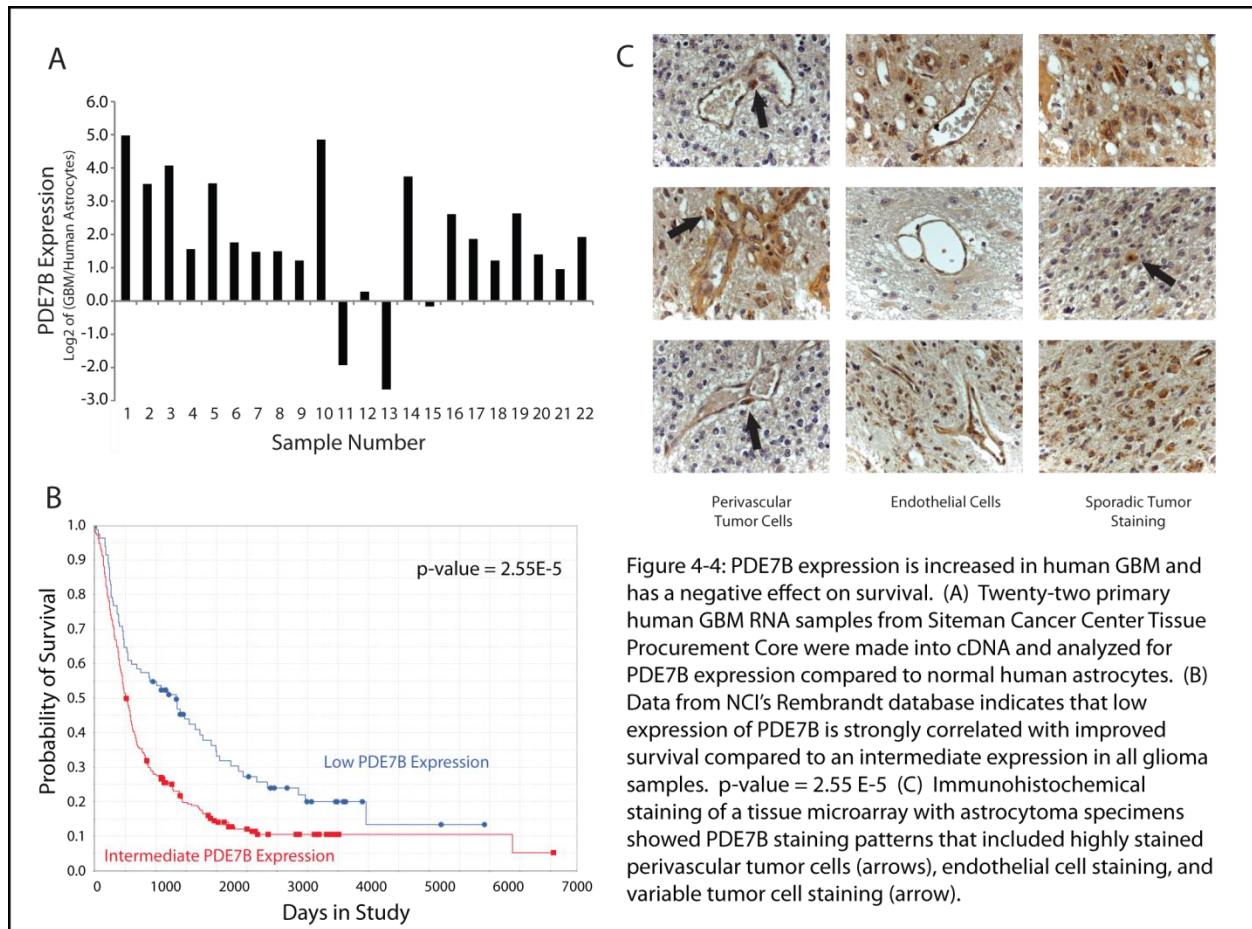 A
PDE7B Expression
Log2 of (GBM/Human Astrocytes)
6.0
5.0
4.0
3.0
2.0
1.0
0.0
-1.0
-2.0
-3.0
1 2 3 4 5 6 7 8 9 10 11 12 13 14 15 16 17 18 19 20 21 22
Sample Number
B
Probability of Survival
1.0
0.9
0.8
0.7
0.6
0.5
0.4
0.3
0.2
0.1
0
p-value = 2.55E-5
Low PDE7B Expression
Intermediate PDE7B Expression
0 1000 2000 3000 4000 5000 6000 7000
Days in Study
C
Perivascular
Tumor Cells
Endothelial Cells
Sporadic Tumor
Staining
Figure 4-4: PDE7B expression is increased in human GBM and
has a negative effect on survival. (A) Twenty-two primary
human GBM RNA samples from Siteman Cancer Center Tissue
Procurement Core were made into cDNA and analyzed for
PDE7B expression compared to normal human astrocytes. (B)
Data from NCI's Rembrandt database indicates that low
expression of PDE7B is strongly correlated with improved
survival compared to an intermediate expression in all glioma
samples. p-value = 2.55 E-5 (C) Immunohistochemical
staining of a tissue microarray with astrocytoma specimens
showed PDE7B staining patterns that included highly stained
perivascular tumor cells (arrows), endothelial cell staining, and
variable tumor cell staining (arrow).